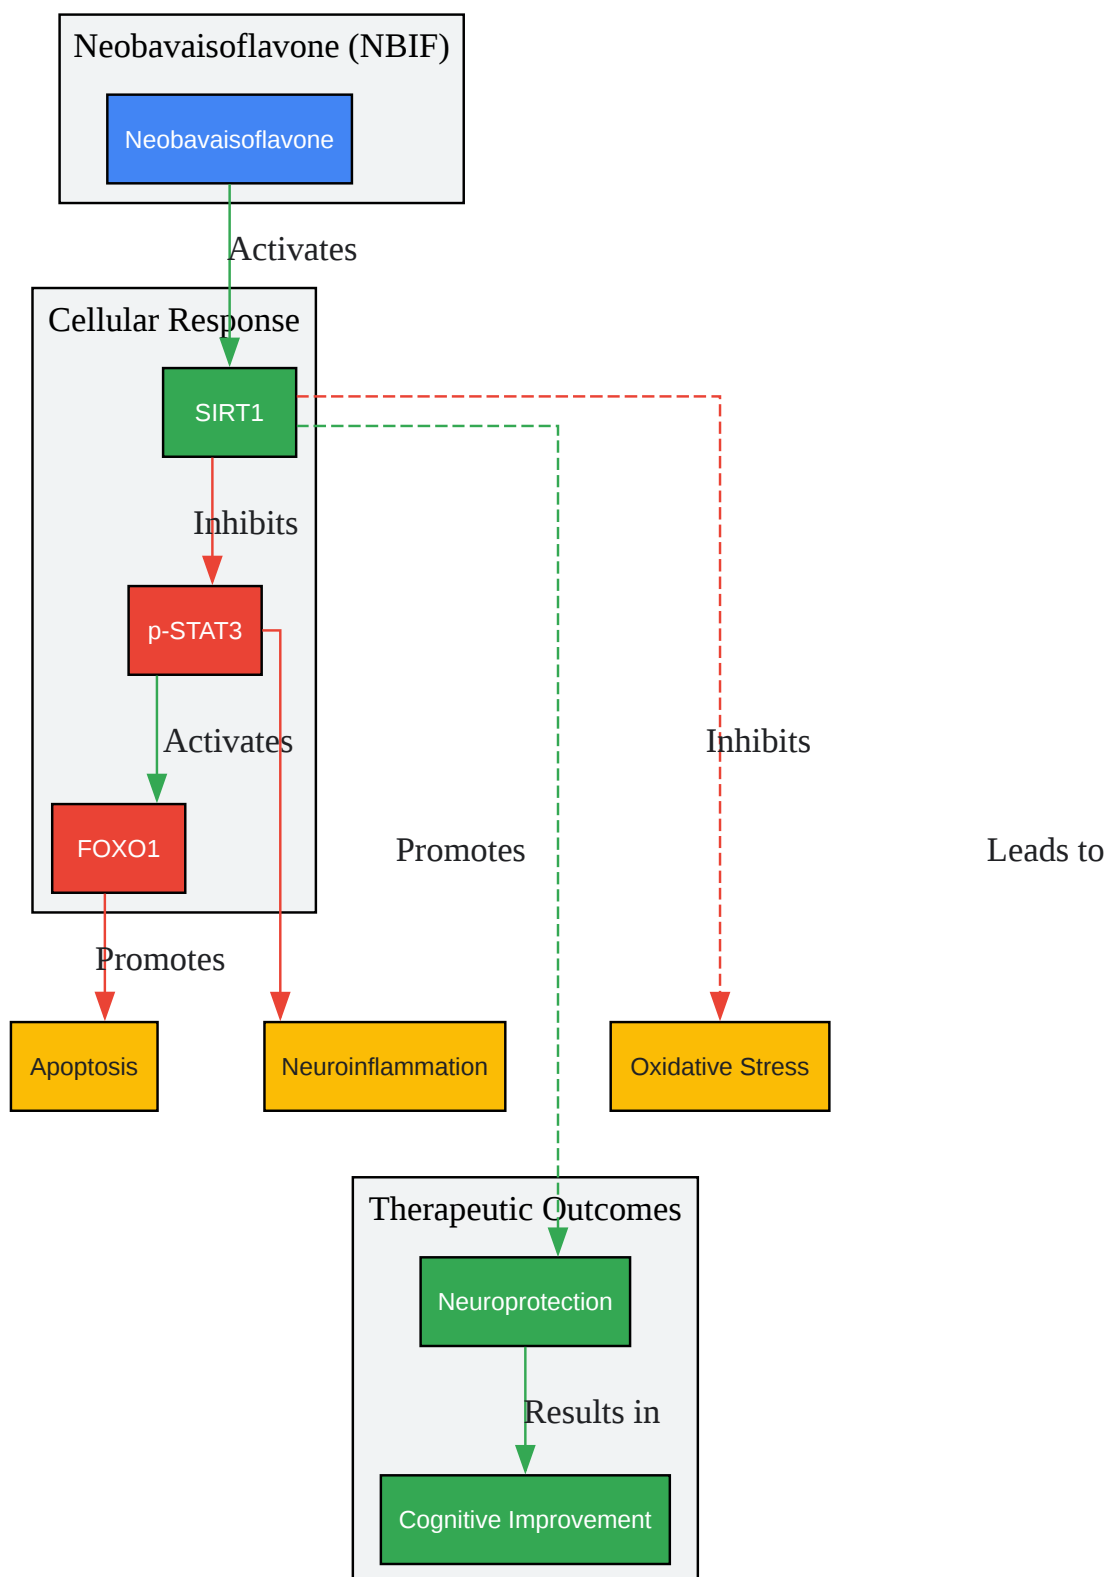 Neobavaisoflavone (NBIF)
Neobavaisoflavone
Activates
Cellular Response
SIRT1
Inhibits
p-STAT3
Activates
Inhibits
FOXO1
Promotes
Leads to
Promotes
Apoptosis
Neuroinflammation
Oxidative Stress
Therapeutic Outcomes
Neuroprotection
Results in
Cognitive Improvement